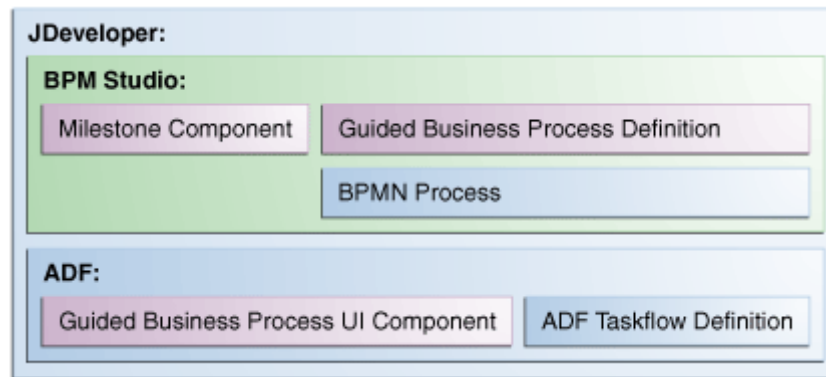 JDeveloper:
BPM Studio:
Milestone Component
Guided Business Process Definition
BPMN Process
ADF:
Guided Business Process UI Component
ADF Taskflow Definition